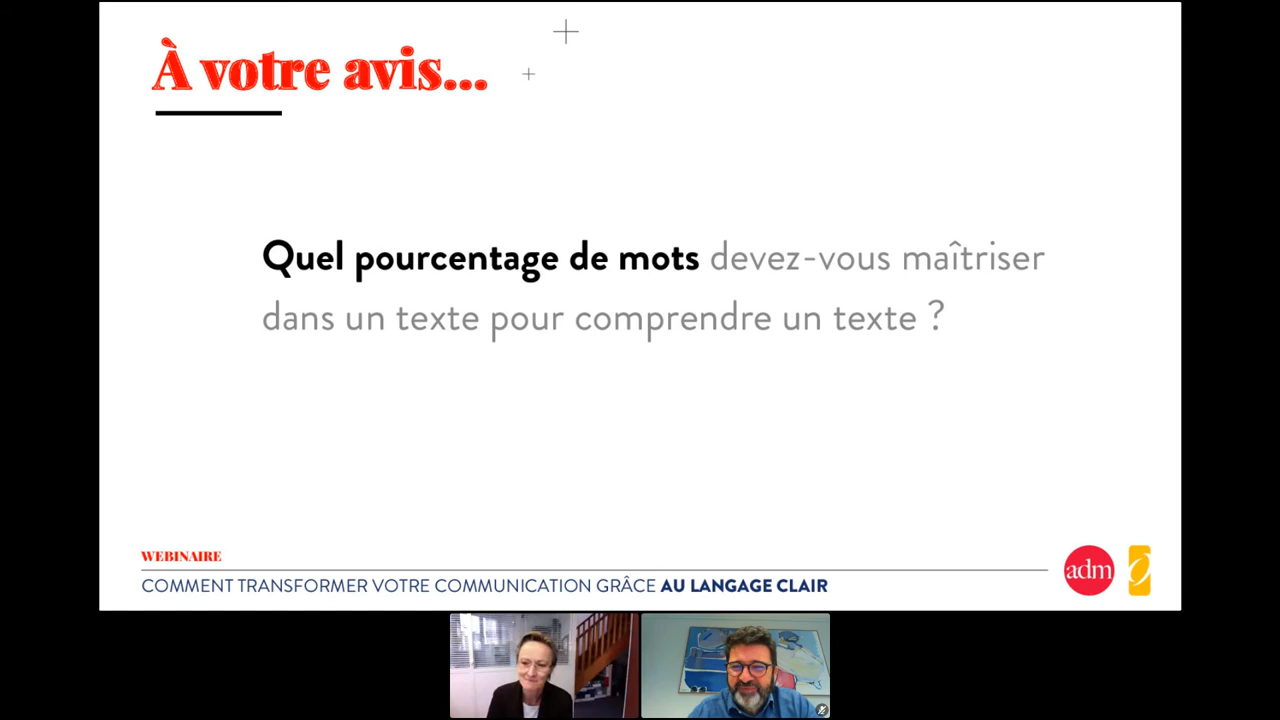 À votre avis...
Quel pourcentage de mots devez-vous maîtriser
dans un texte pour comprendre un texte ?
WEBINAIRE
COMMENT TRANSFORMER VOTRE COMMUNICATION GRÂCE AU LANGAGE CLAIR
adm